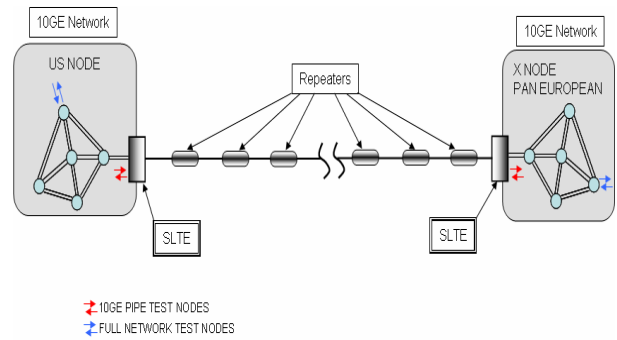 10GE Network
10GE Network
US NODE
X NODE
PAN EUROPEAN
Repeaters
SLTE
SLTE
10GE PIPE TEST NODES
FULL NETWORK TEST NODES